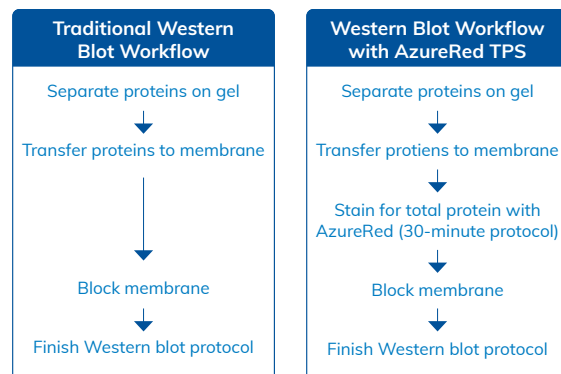 Traditional Western
Blot Workflow
Separate proteins on gel
Transfer proteins to membrane
Block membrane
Finish Western blot protocol
Western Blot Workflow
with AzureRed TPS
Separate proteins on gel
Transfer protiens to membrane
Stain for total protein with
AzureRed (30-minute protocol)
Block membrane
Finish Western blot protocol